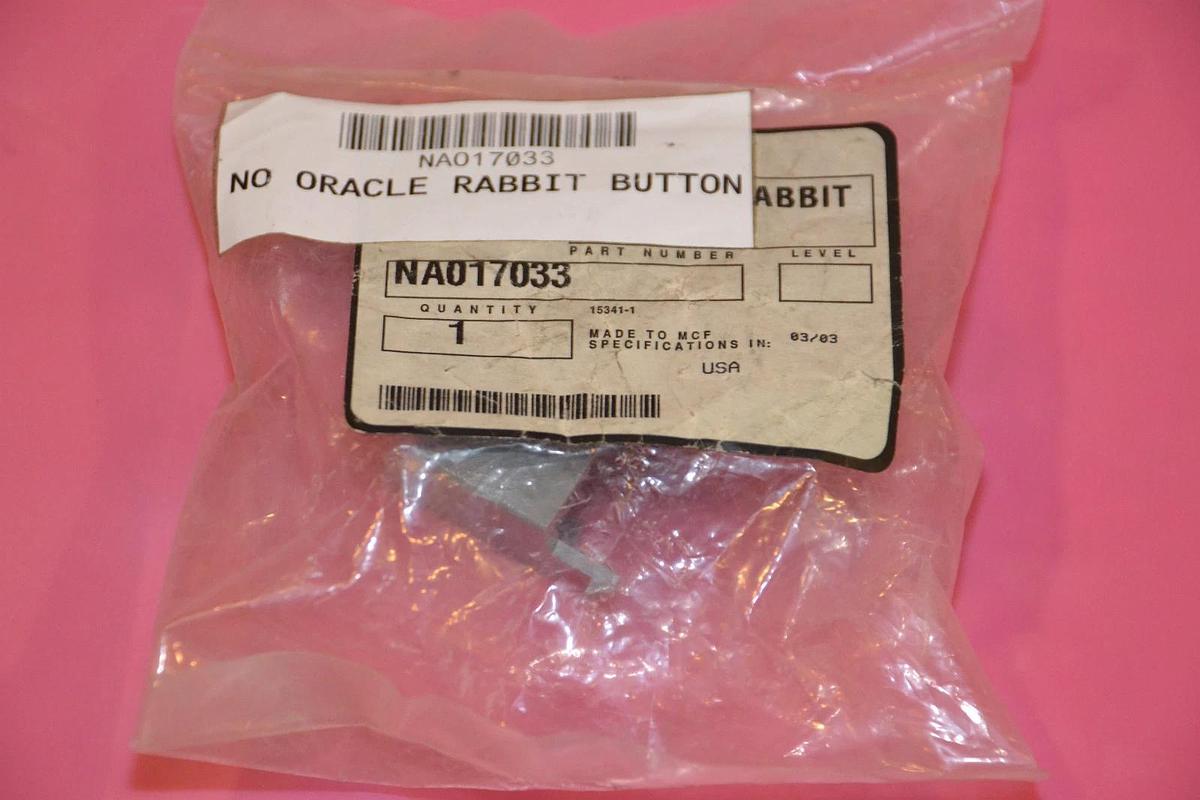 NAO17033
NO ORACLE RABBIT BUTTON
ABBIT
PART NUMBER LEVEL
NA017033
QUANTITY 15341-1
1
MADE TO MCF 03/03
SPECIFICATIONS IN:
USA